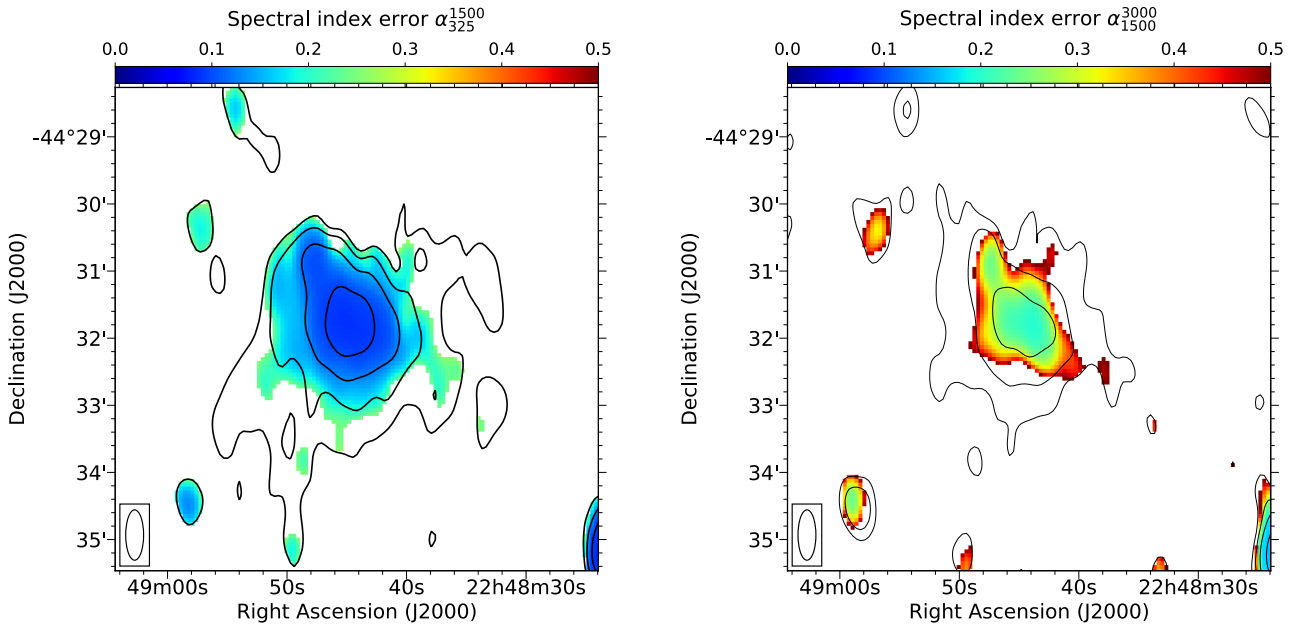 Spectral index error α_{325}^{1500}
0.0 0.1 0.2 0.3 0.4 0.5
-44°29'
30'
31'
32'
33'
34'
35'
Declination (J2000)
49m00s 50s 40s 22h48m30s
Right Ascension (J2000)
Spectral index error α_{1500}^{3000}
0.0 0.1 0.2 0.3 0.4 0.5
-44°29'
30'
31'
32'
33'
34'
35'
Declination (J2000)
49m00s 50s 40s 22h48m30s
Right Ascension (J2000)